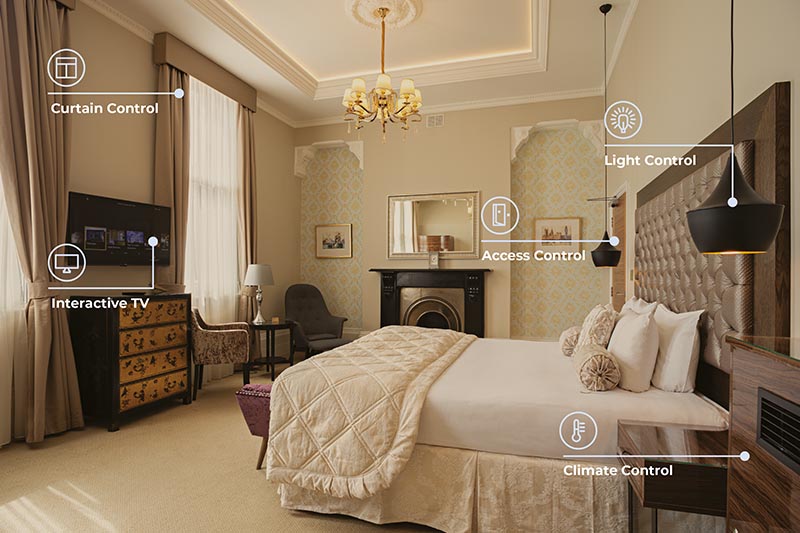 Curtain Control
Light Control
Access Control
Interactive TV
Climate Control